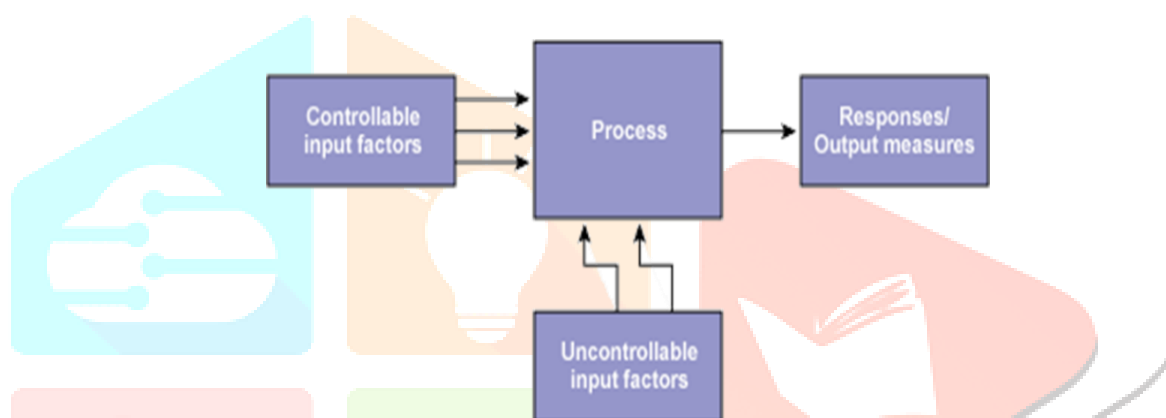 Controllable
input factors
Process
Responses/
Output measures
Uncontrollable
input factors